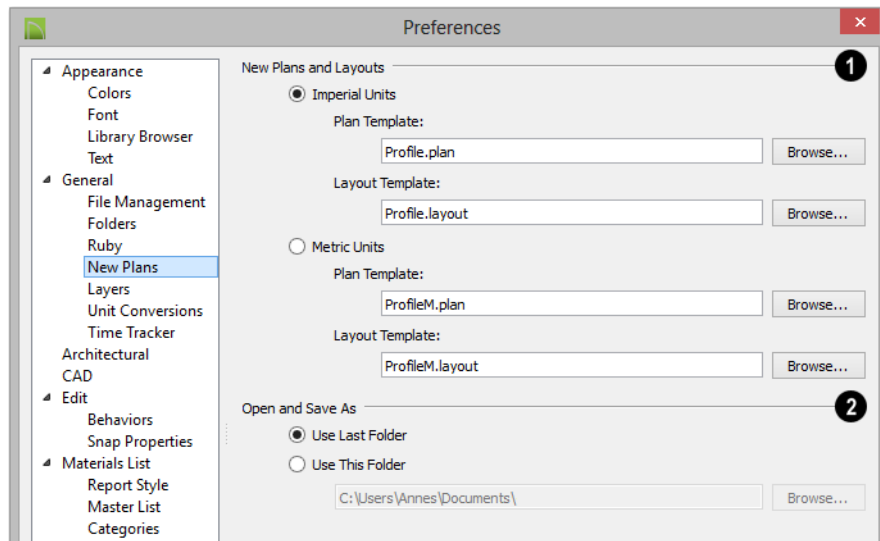 Preferences
Appearance
Colors
Font
Library Browser
Text
General
File Management
Folders
Ruby
New Plans
Layers
Unit Conversions
Time Tracker
Architectural
CAD
Edit
Behaviors
Snap Properties
Materials List
Report Style
Master List
Categories
New Plans and Layouts
1
Imperial Units
Plan Template:
Profile.plan
Browse...
Layout Template:
Profile.layout
Browse...
Metric Units
Plan Template:
ProfileM.plan
Browse...
Layout Template:
ProfileM.layout
Browse...
Open and Save As
2
Use Last Folder
Use This Folder
C:\Users\Annes\Documents\
Browse...